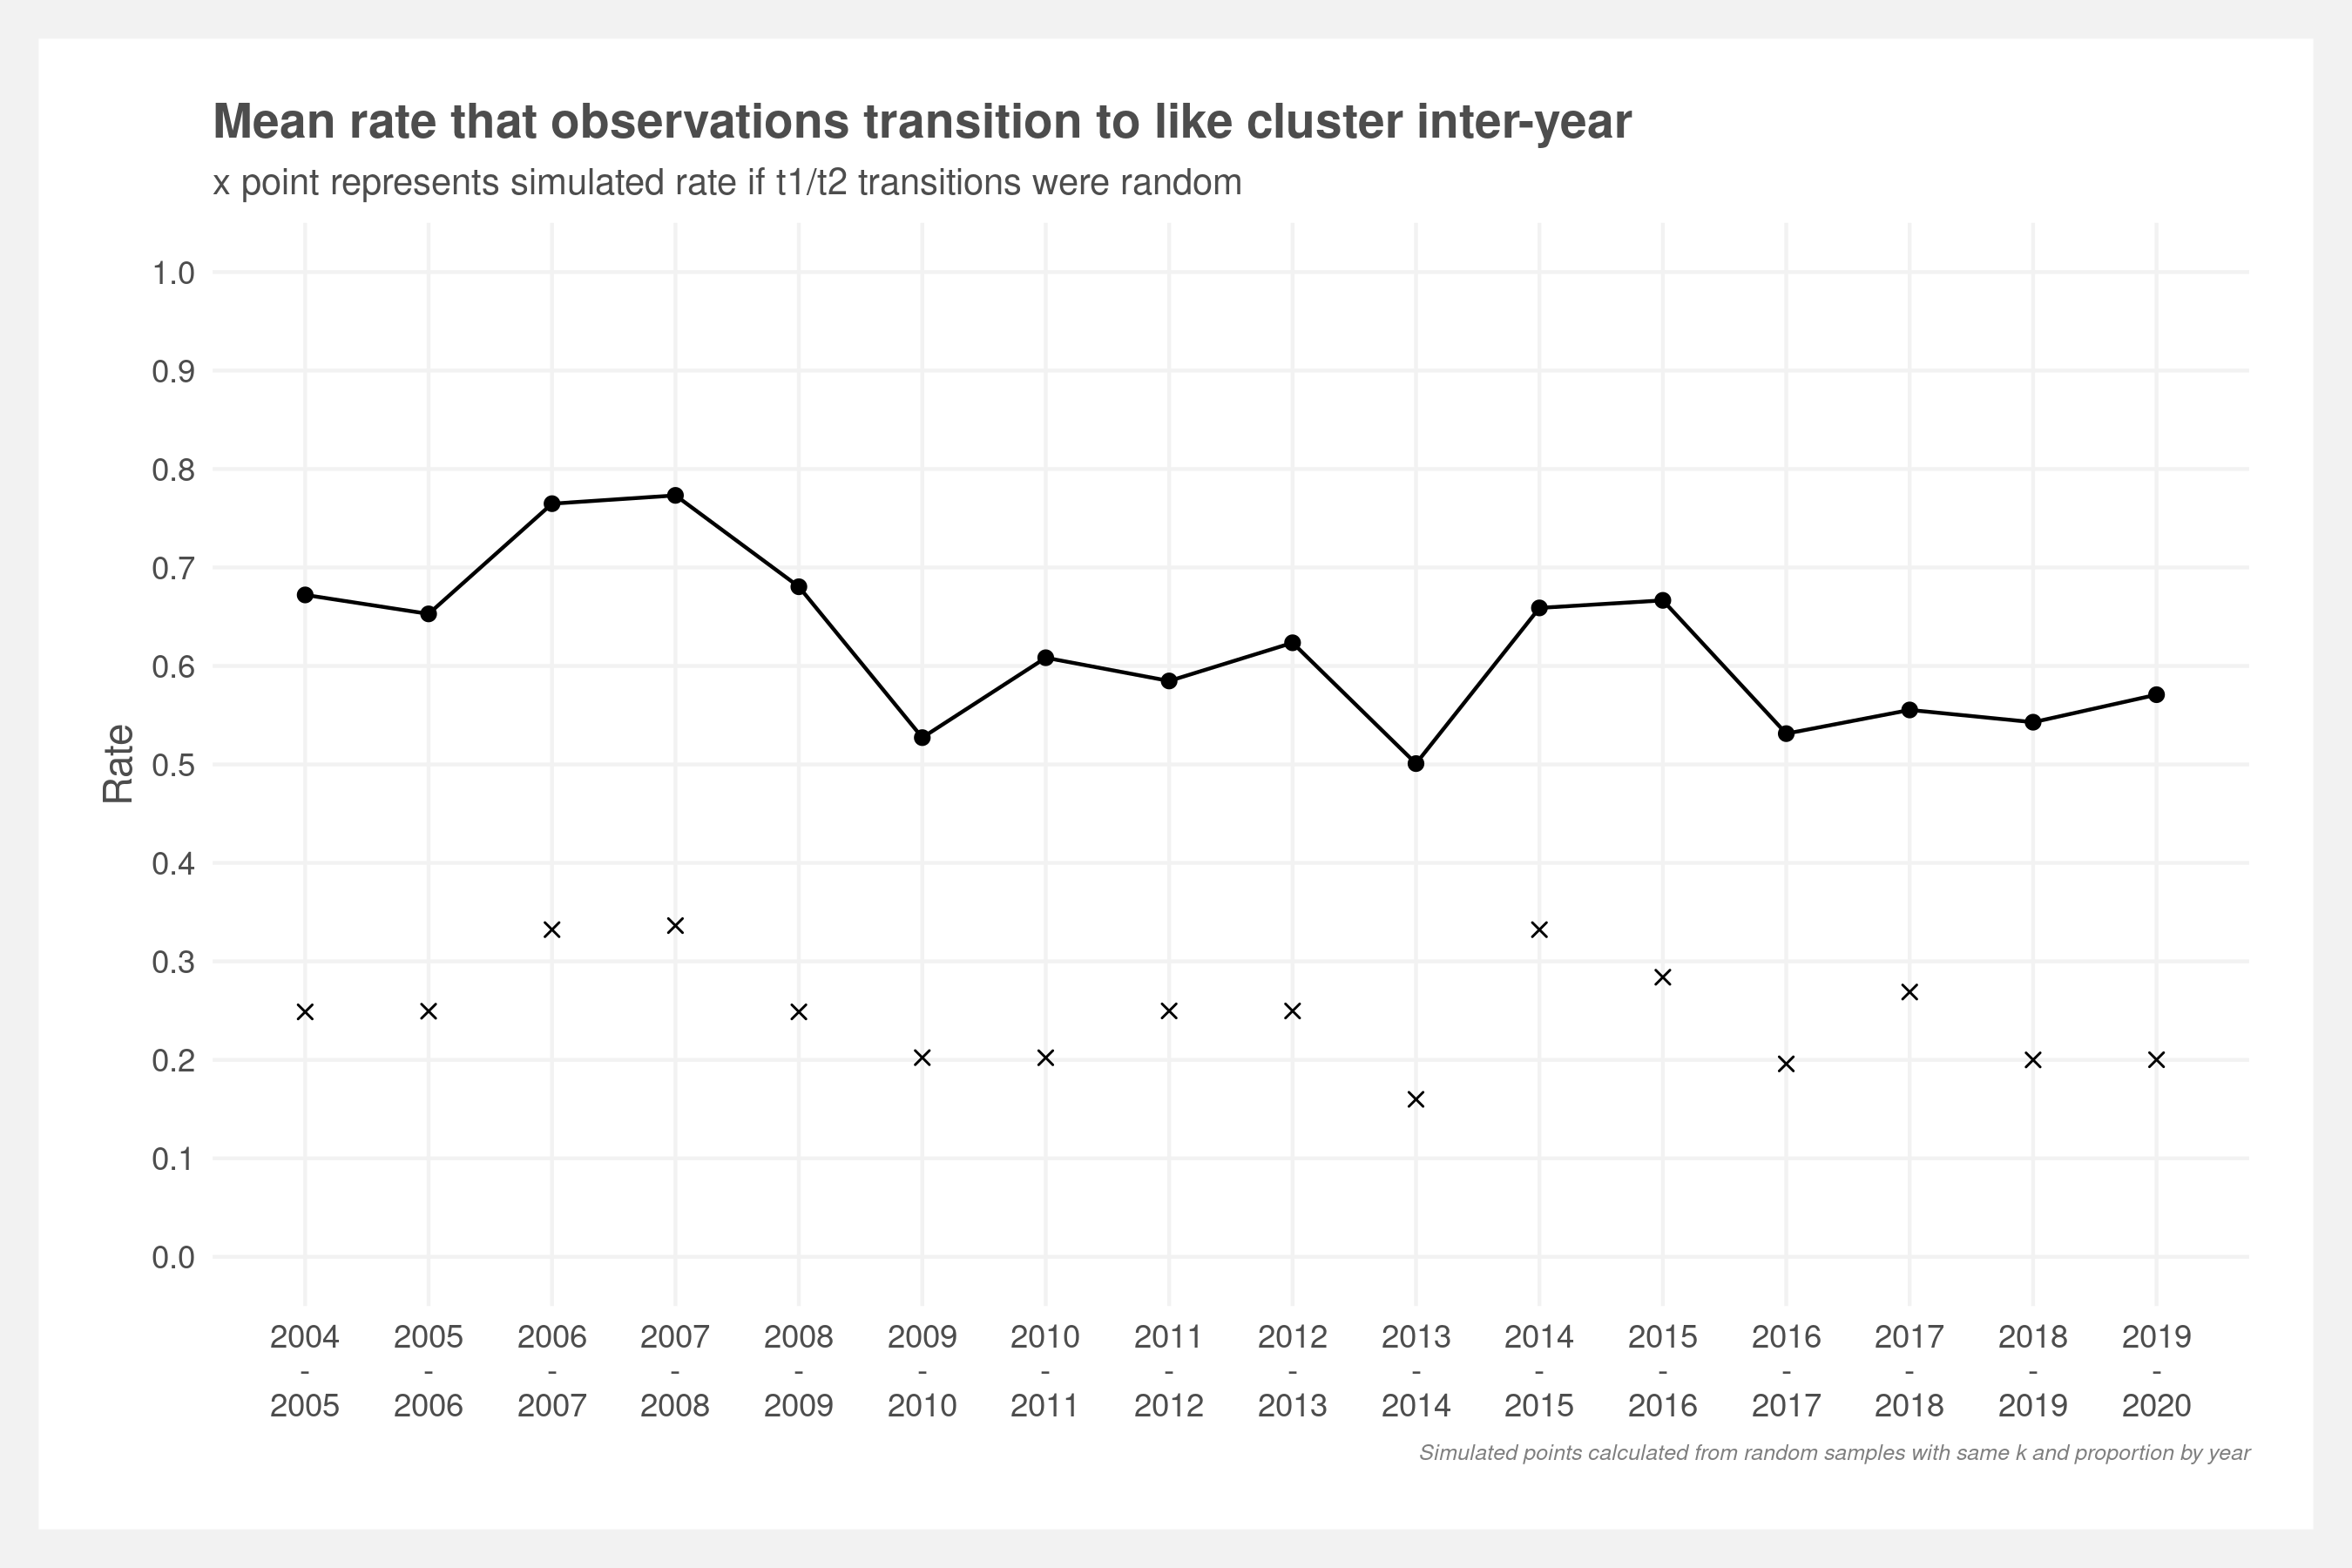 Mean rate that observations transition to like cluster inter-year
x point represents simulated rate if t1/t2 transitions were random
1.0
0.9
0.8
0.7
0.6
0.5
0.4
0.3
0.2
0.1
0.0
Rate
2004 2005 2006 2007 2008 2009 2010 2011 2012 2013 2014 2015 2016 2017 2018 2019
- - - - - - - - - - - - - - - -
2005 2006 2007 2008 2009 2010 2011 2012 2013 2014 2015 2016 2017 2018 2019 2020
Simulated points calculated from random samples with same k and proportion by year